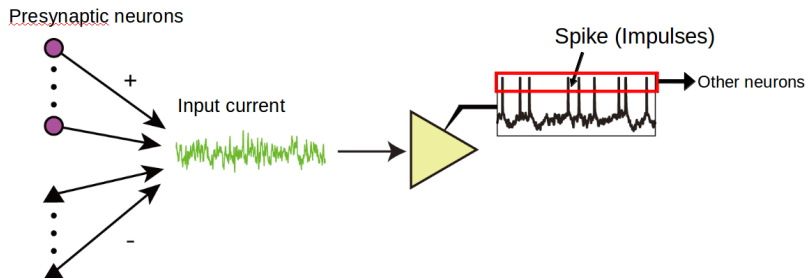 Presynaptic neurons
Spike (Impulses)
Other neurons
+
Input current
-